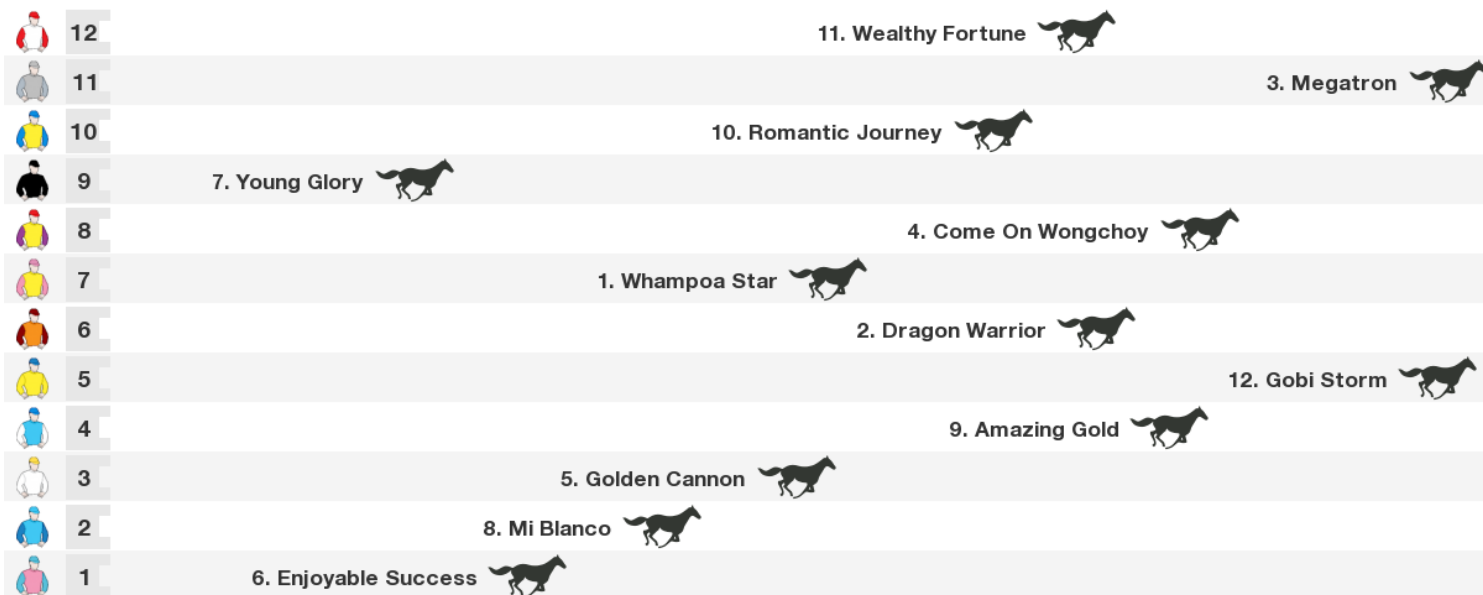 12 11. Wealthy Fortune
11 3. Megatron
10 10. Romantic Journey
9 7. Young Glory
8 4. Come On Wongchoy
7 1. Whampoa Star
6 2. Dragon Warrior
5 12. Gobi Storm
4 9. Amazing Gold
3 5. Golden Cannon
2 8. Mi Blanco
1 6. Enjoyable Success